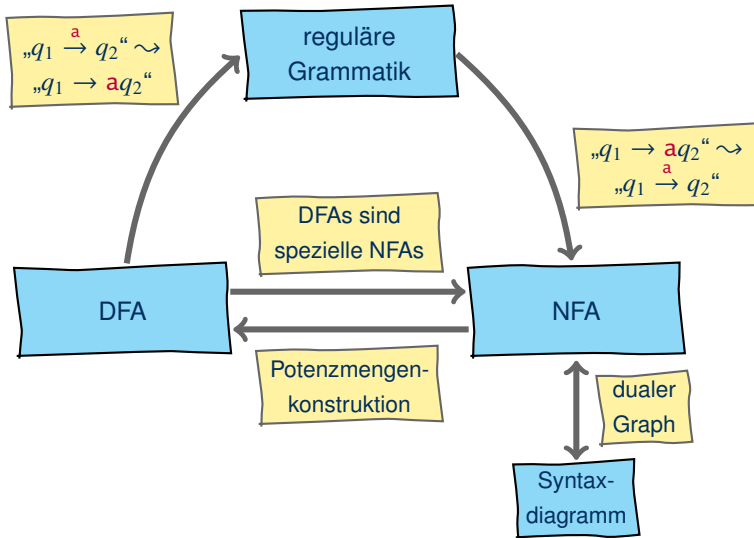 „q₁ →ᵃ q₂“ ⇝
„q₁ → aq₂“
reguläre
Grammatik
„q₁ → aq₂“ ⇝
„q₁ →ᵃ q₂“
DFAs sind
spezielle NFAs
DFA
NFA
Potenzmengen-
konstruktion
dualer
Graph
Syntax-
diagramm